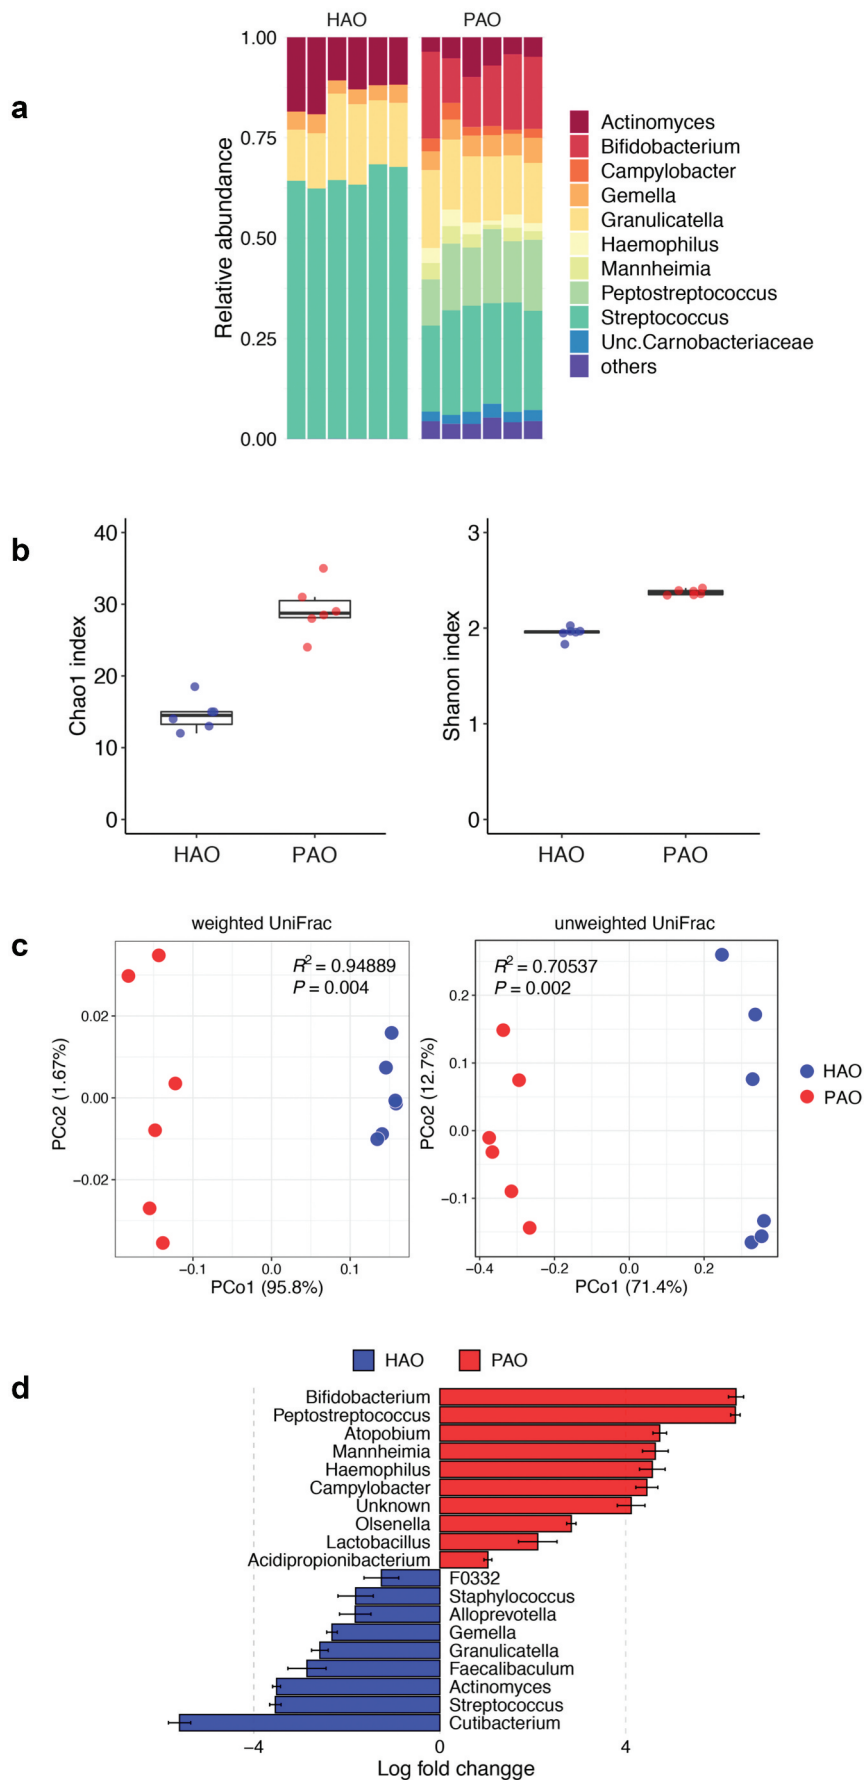 HAO PAO
a
1.00
0.75
0.50
0.25
0.00
Relative abundance
Actinomyces
Bifidobacterium
Campylobacter
Gemella
Granulicatella
Haemophilus
Mannheimia
Peptostreptococcus
Streptococcus
Unc.Carnobacteriaceae
others
b
40
30
20
10
0
Chao1 index
HAO PAO
3
2
1
0
Shanon index
HAO PAO
c
weighted UniFrac
R² = 0.94889
P = 0.004
0.02
0.00
−0.02
PCo2 (1.67%)
−0.1 0.0 0.1
PCo1 (95.8%)
unweighted UniFrac
R² = 0.70537
P = 0.002
0.2
0.1
0.0
−0.1
PCo2 (12.7%)
−0.4 −0.2 0.0 0.2
PCo1 (71.4%)
HAO
PAO
d
HAO PAO
Bifidobacterium
Peptostreptococcus
Atopobium
Mannheimia
Haemophilus
Campylobacter
Unknown
Olsenella
Lactobacillus
Acidipropionibacterium
F0332
Staphylococcus
Alloprevotella
Gemella
Granulicatella
Faecalibaculum
Actinomyces
Streptococcus
Cutibacterium
−4 0 4
Log fold changge